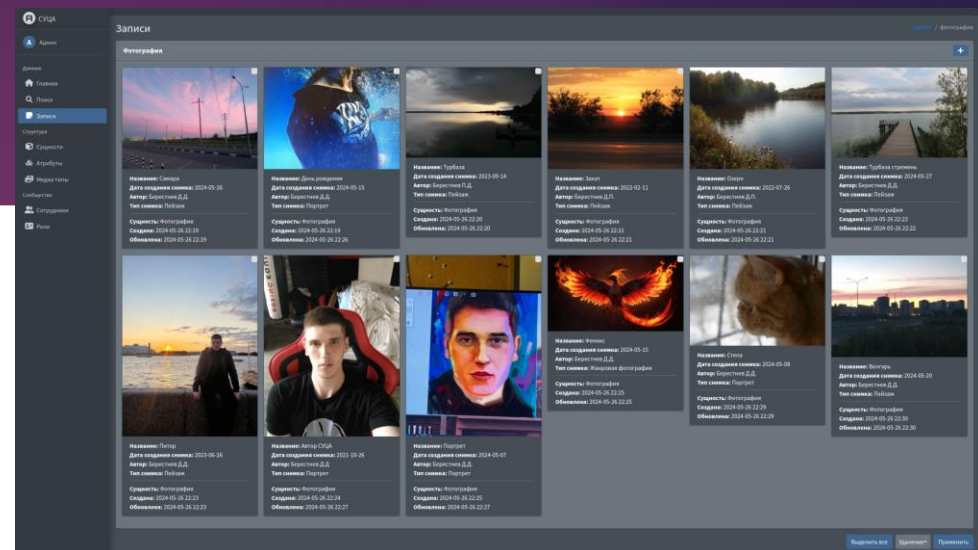 СУЦА
Админ
Данные
Главная
Поиск
Записи
Структура
Сущности
Атрибуты
Медиа типы
Сообщество
Сотрудники
Роли
Записи
/ фотография
Фотография
Название: Самара
Дата создания снимка: 2024-05-26
Автор: Берестнев Д.Д.
Тип снимка: Пейзаж
Сущность: Фотография
Создана: 2024-05-26 22:19
Обновлена: 2024-05-26 22:19
Название: День рождение
Дата создания снимка: 2024-05-15
Автор: Берестнев Д.Д.
Тип снимка: Портрет
Сущность: Фотография
Создана: 2024-05-26 22:19
Обновлена: 2024-05-26 22:26
Название: Турбаза
Дата создания снимка: 2023-09-14
Автор: Берестнев П.Д.
Тип снимка: Пейзаж
Сущность: Фотография
Создана: 2024-05-26 22:20
Обновлена: 2024-05-26 22:20
Название: Закат
Дата создания снимка: 2022-02-11
Автор: Берестнев Д.П.
Тип снимка: Пейзаж
Сущность: Фотография
Создана: 2024-05-26 22:21
Обновлена: 2024-05-26 22:21
Название: Озеро
Дата создания снимка: 2022-07-26
Автор: Берестнев Д.П.
Тип снимка: Пейзаж
Сущность: Фотография
Создана: 2024-05-26 22:21
Обновлена: 2024-05-26 22:21
Название: Турбаза стрежень
Дата создания снимка: 2024-05-27
Автор: Берестнев Д.Д.
Тип снимка: Пейзаж
Сущность: Фотография
Создана: 2024-05-26 22:22
Обновлена: 2024-05-26 22:22
Название: Питер
Дата создания снимка: 2023-06-26
Автор: Берестнев Д.Д.
Тип снимка: Пейзаж
Сущность: Фотография
Создана: 2024-05-26 22:23
Обновлена: 2024-05-26 22:23
Название: Автор СУЦА
Дата создания снимка: 2021-10-26
Автор: Берестнев Д.Д.
Тип снимка: Портрет
Сущность: Фотография
Создана: 2024-05-26 22:24
Обновлена: 2024-05-26 22:27
Название: Портрет
Дата создания снимка: 2024-05-07
Автор: Берестнев Д.Д.
Тип снимка: Портрет
Сущность: Фотография
Создана: 2024-05-26 22:25
Обновлена: 2024-05-26 22:27
Название: Феникс
Дата создания снимка: 2024-05-15
Автор: Берестнев Д.Д.
Тип снимка: Жанровая фотография
Сущность: Фотография
Создана: 2024-05-26 22:25
Обновлена: 2024-05-26 22:25
Название: Степа
Дата создания снимка: 2024-05-08
Автор: Берестнев Д.Д.
Тип снимка: Портрет
Сущность: Фотография
Создана: 2024-05-26 22:29
Обновлена: 2024-05-26 22:29
Название: Волгарь
Дата создания снимка: 2024-05-20
Автор: Берестнев Д.Д.
Тип снимка: Пейзаж
Сущность: Фотография
Создана: 2024-05-26 22:30
Обновлена: 2024-05-26 22:30
Выделить все
Удаление
Применить